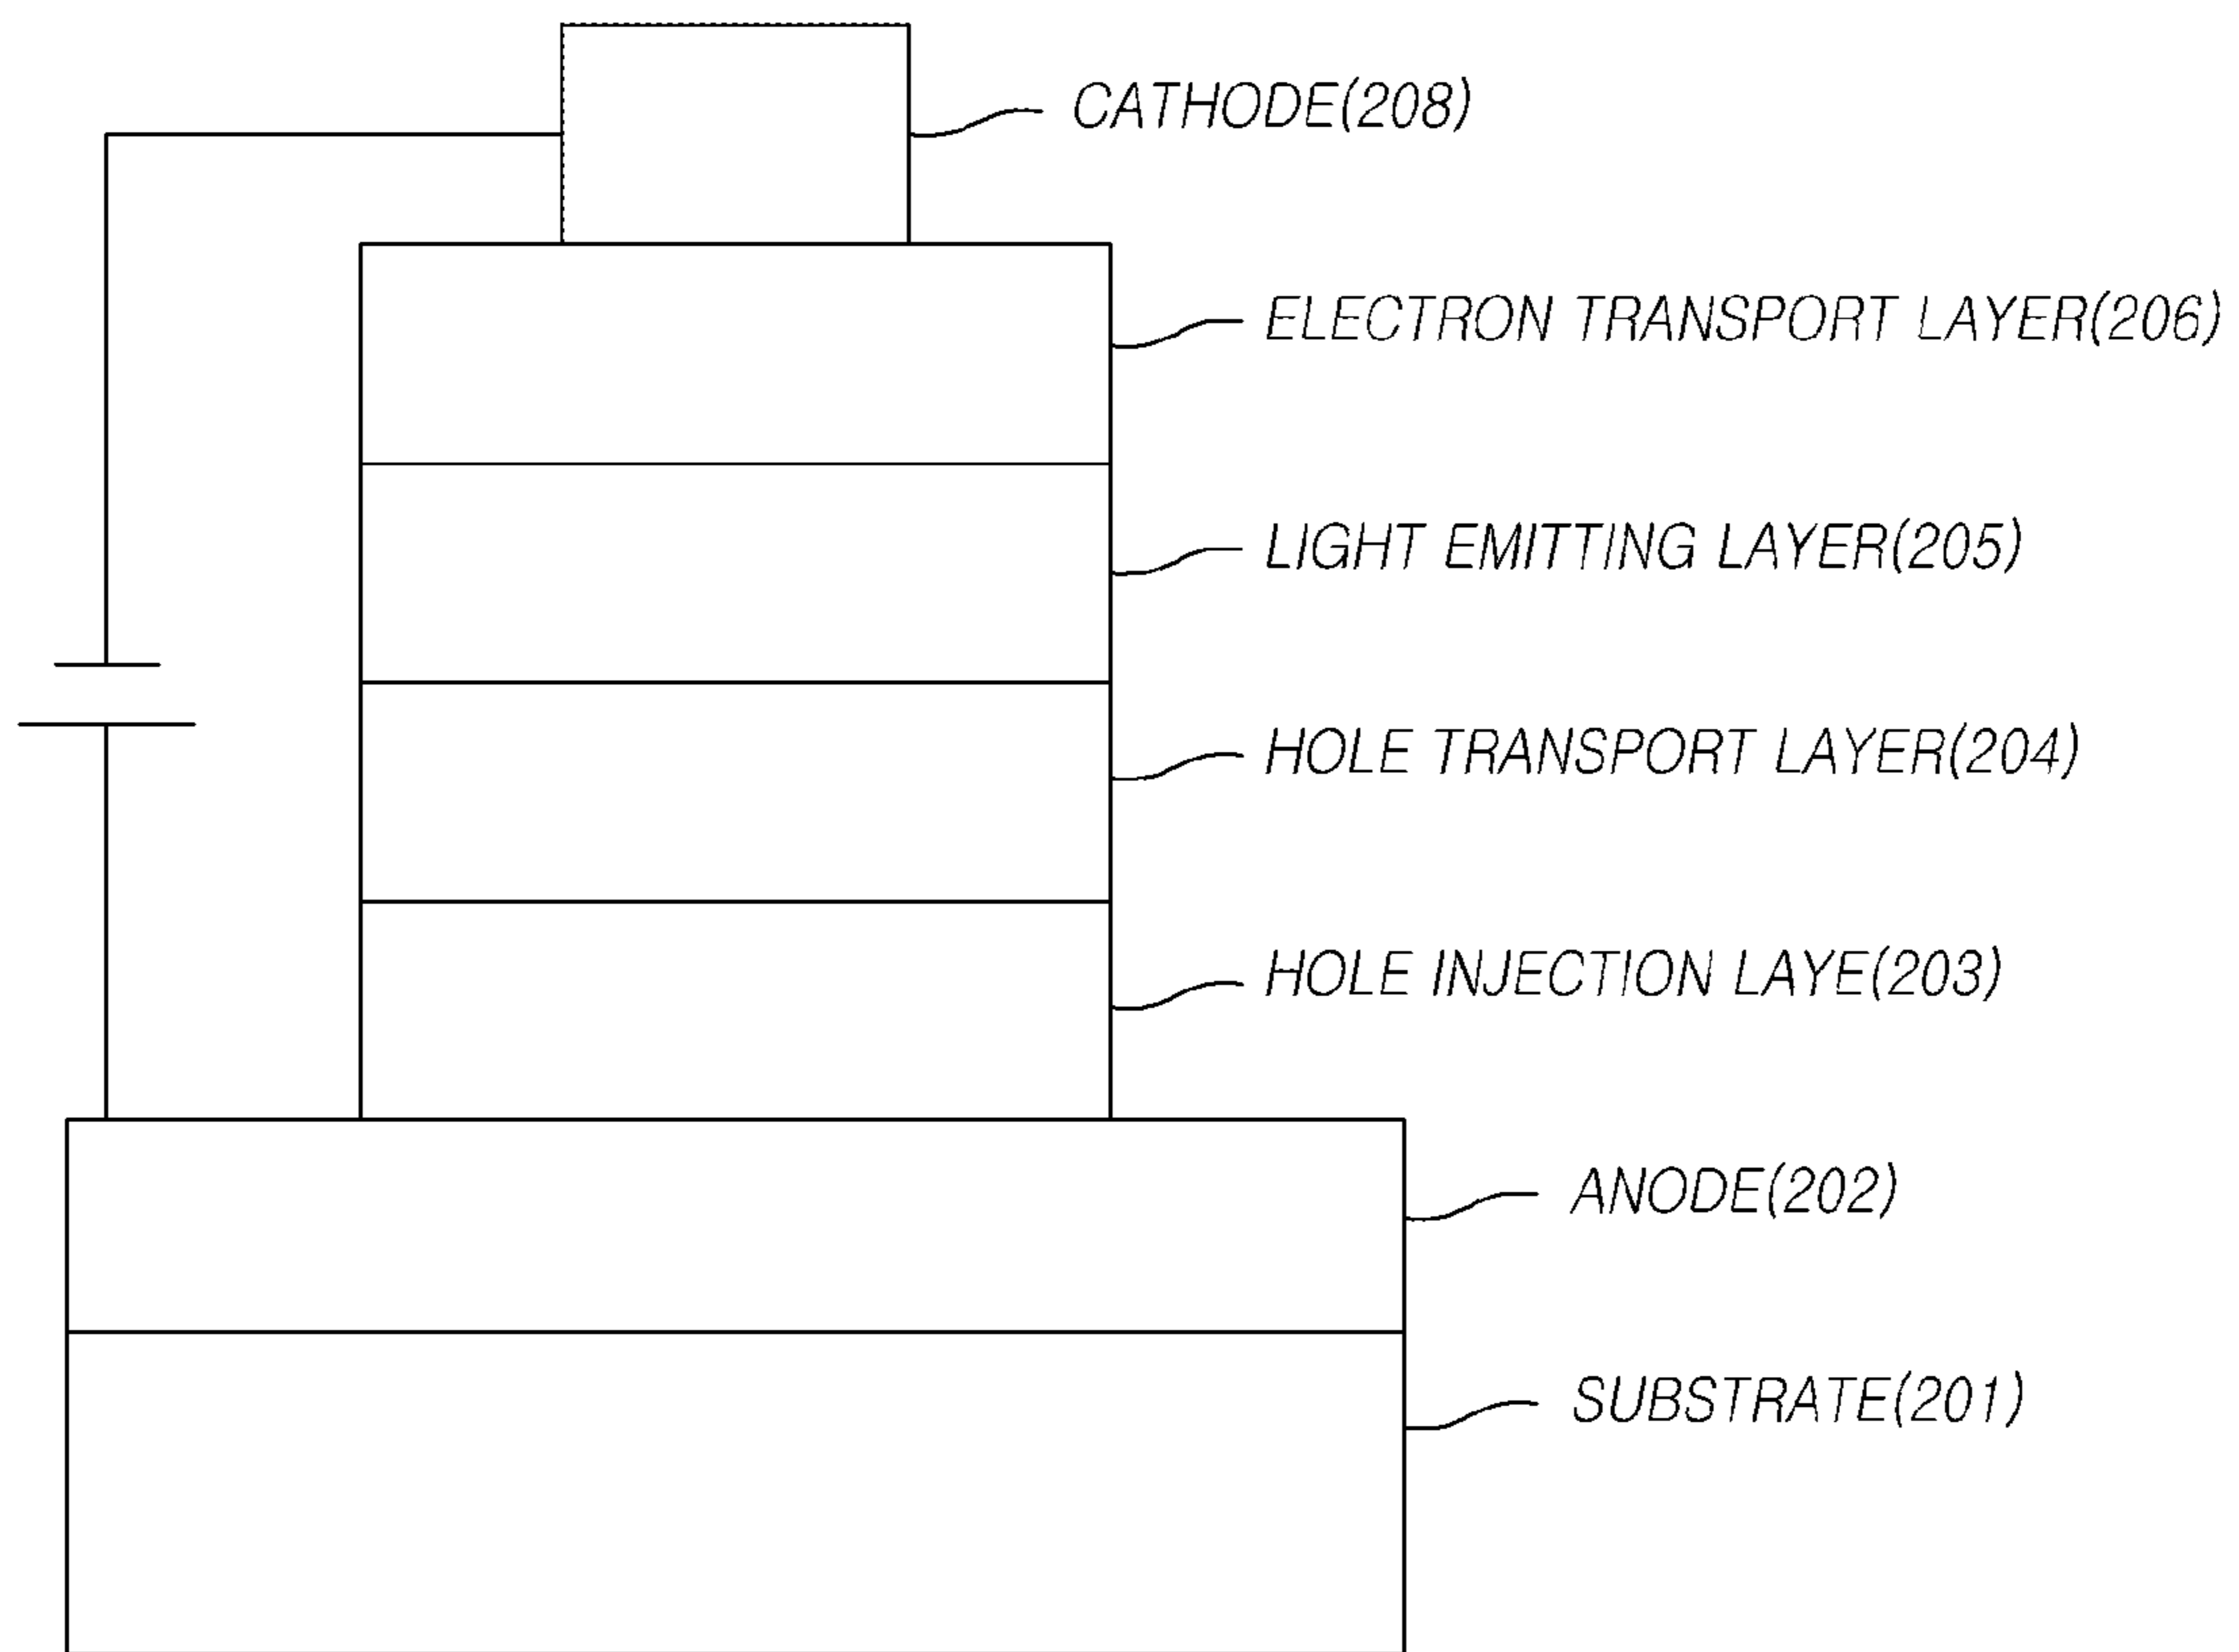 CATHODE(208)
ELECTRON TRANSPORT LAYER(206)
LIGHT EMITTING LAYER(205)
HOLE TRANSPORT LAYER(204)
HOLE INJECTION LAYE(203)
ANODE(202)
SUBSTRATE(201)